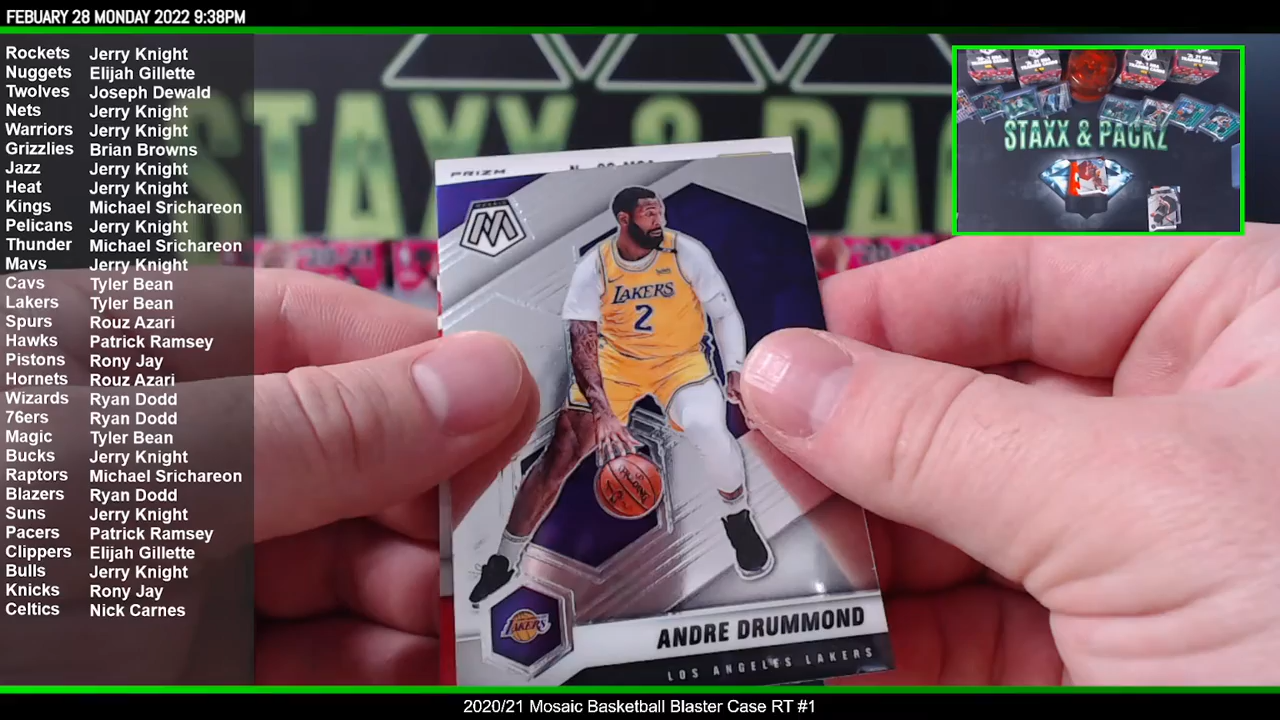 FEBUARY 28 MONDAY 2022 9:38PM
Rockets Jerry Knight
Nuggets Elijah Gillette
Twolves Joseph Dewald
Nets Jerry Knight
Warriors Jerry Knight
Grizzlies Brian Browns
Jazz Jerry Knight
Heat Jerry Knight
Kings Michael Srichareon
Pelicans Jerry Knight
Thunder Michael Srichareon
Mavs Jerry Knight
Cavs Tyler Bean
Lakers Tyler Bean
Spurs Rouz Azari
Hawks Patrick Ramsey
Pistons Rony Jay
Hornets Rouz Azari
Wizards Ryan Dodd
76ers Ryan Dodd
Magic Tyler Bean
Bucks Jerry Knight
Raptors Michael Srichareon
Blazers Ryan Dodd
Suns Jerry Knight
Pacers Patrick Ramsey
Clippers Elijah Gillette
Bulls Jerry Knight
Knicks Rony Jay
Celtics Nick Carnes
STAXX & PAC
STAXX & PACKZ
PRIZM
MOSAIC
LAKERS
2
SPALDING
LAKERS
ANDRE DRUMMOND
LOS ANGELES LAKERS
20-21
2020/21 Mosaic Basketball Blaster Case RT #1